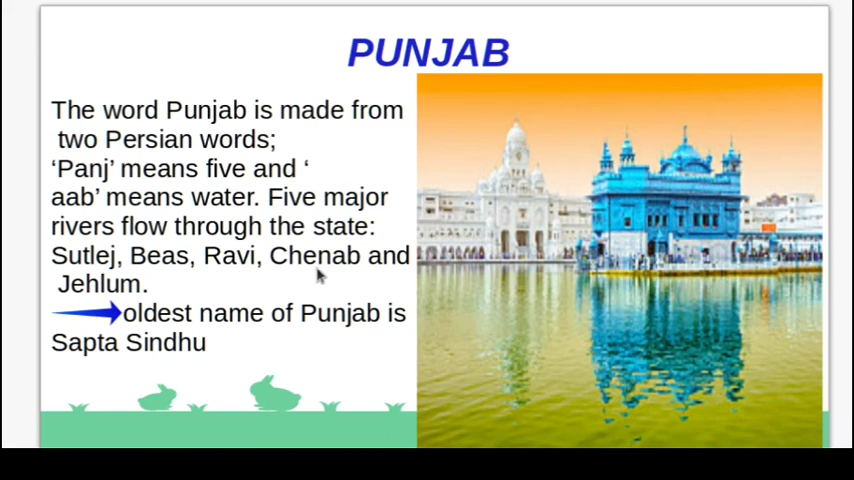 PUNJAB
The word Punjab is made from
two Persian words;
‘Panj’ means five and ‘
aab’ means water. Five major
rivers flow through the state:
Sutlej, Beas, Ravi, Chenab and
Jehlum.
oldest name of Punjab is
Sapta Sindhu